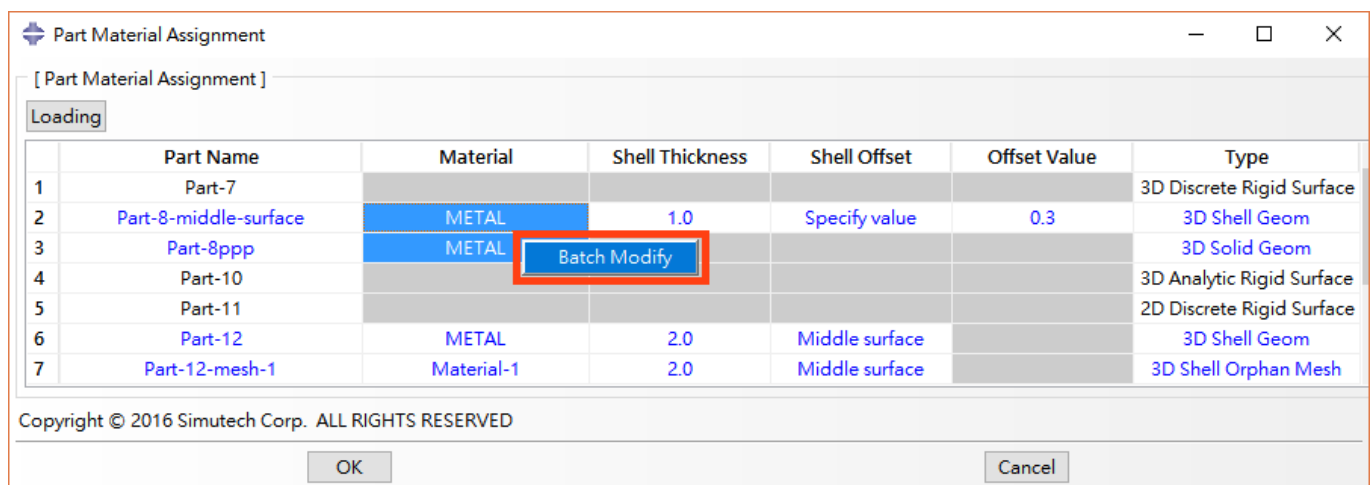 Part Material Assignment
[ Part Material Assignment ]
Loading
Part Name Material Shell Thickness Shell Offset Offset Value Type
1 Part-7 3D Discrete Rigid Surface
2 Part-8-middle-surface METAL 1.0 Specify value 0.3 3D Shell Geom
3 Part-8ppp METAL 3D Solid Geom
Batch Modify
4 Part-10 3D Analytic Rigid Surface
5 Part-11 2D Discrete Rigid Surface
6 Part-12 METAL 2.0 Middle surface 3D Shell Geom
7 Part-12-mesh-1 Material-1 2.0 Middle surface 3D Shell Orphan Mesh
Copyright © 2016 Simutech Corp. ALL RIGHTS RESERVED
OK Cancel